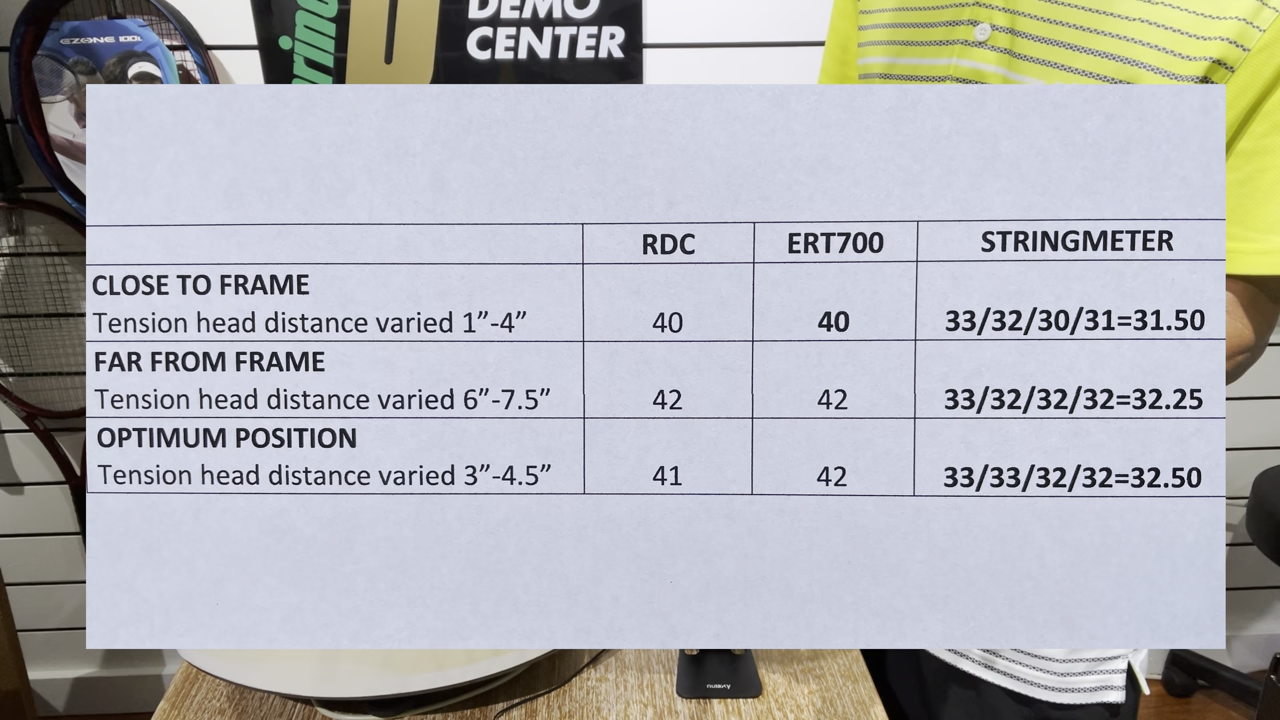 EZONE 100L
prince
DEMO
CENTER
RDC
ERT700
STRINGMETER
CLOSE TO FRAME
Tension head distance varied 1”-4”
40
40
33/32/30/31=31.50
FAR FROM FRAME
Tension head distance varied 6”-7.5”
42
42
33/32/32/32=32.25
OPTIMUM POSITION
Tension head distance varied 3”-4.5”
41
42
33/33/32/32=32.50
nulaxy